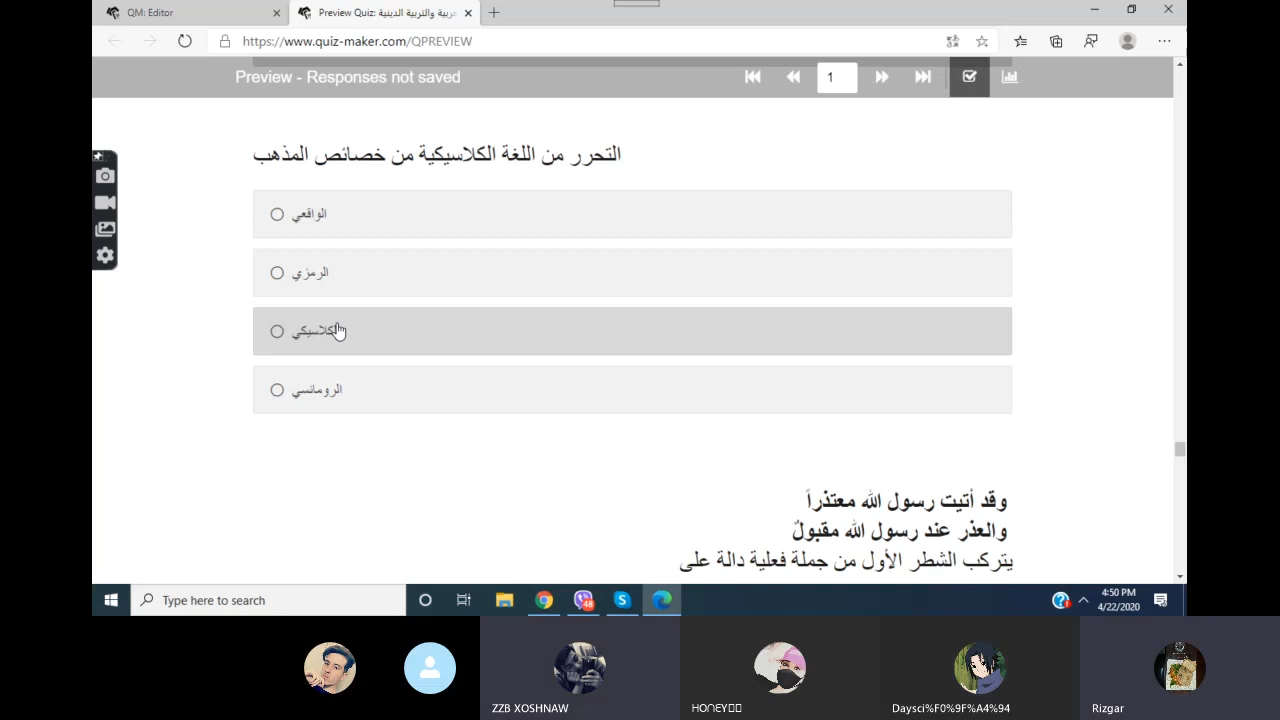 QM: Editor
Preview Quiz: عربية والتربية الدينية
https://www.quiz-maker.com/QPREVIEW
Preview - Responses not saved
1
التحرر من اللغة الكلاسيكية من خصائص المذهب
الواقعي
الرمزي
الكلاسيكي
الرومانسي
وقد أتيت رسول الله معتذراً
والعذر عند رسول الله مقبولٌ
يتركب الشطر الأول من جملة فعلية دالة على
Type here to search
48
4:50 PM
4/22/2020
ZZB XOSHNAW
HOՈEY
Daysci%F0%9F%A4%94
Rizgar